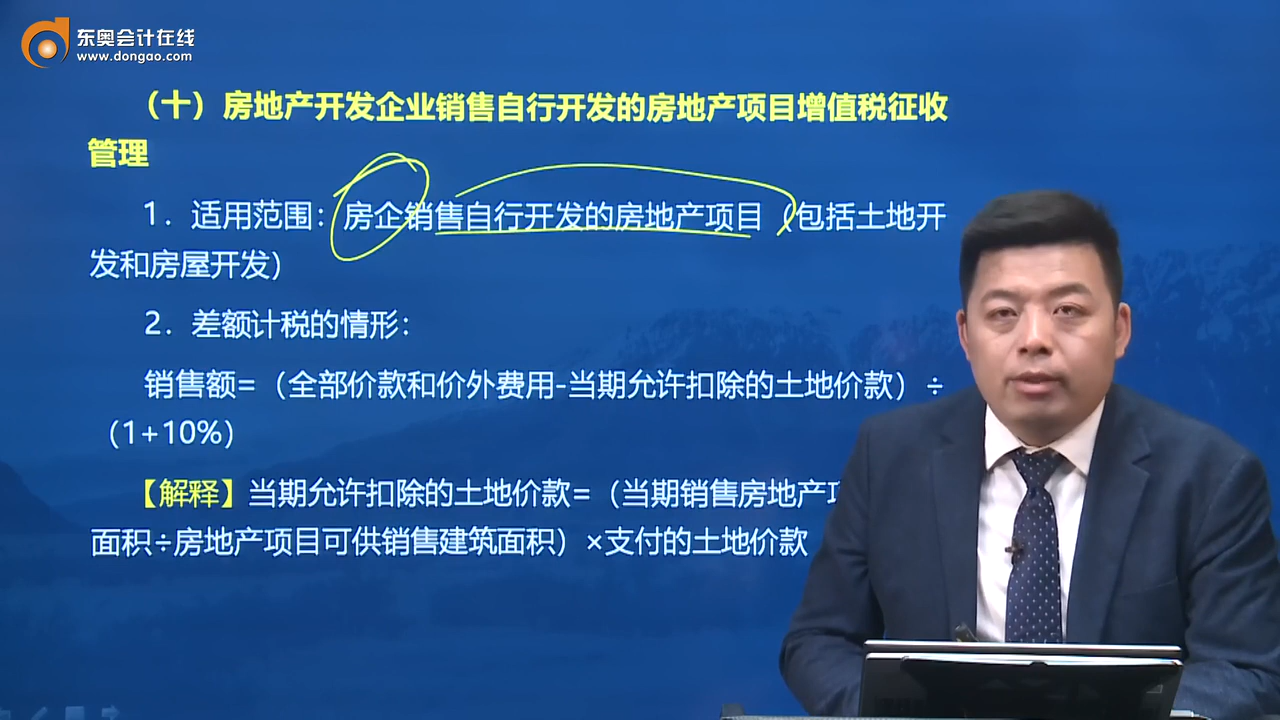 东奥会计在线
www.dongao.com
（十）房地产开发企业销售自行开发的房地产项目增值税征收
管理
1．适用范围：房企销售自行开发的房地产项目（包括土地开
发和房屋开发）
2．差额计税的情形：
销售额=（全部价款和价外费用-当期允许扣除的土地价款）÷
（1+10%）
【解释】当期允许扣除的土地价款=（当期销售房地产项
面积÷房地产项目可供销售建筑面积）×支付的土地价款